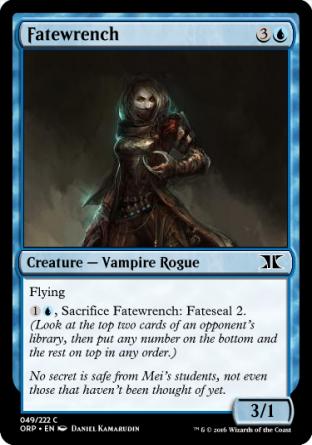 Fatewrench 3
Creature — Vampire Rogue
Flying
1, Sacrifice Fatewrench: Fateseal 2.
(Look at the top two cards of an opponent's
library, then put any number on the bottom and
the rest on top in any order.)
No secret is safe from Mei's students, not even
those that haven't been thought of yet.
3/1
049/222 C
ORP • EN Daniel Kamarudin
™ & © 2016 Wizards of the Coast